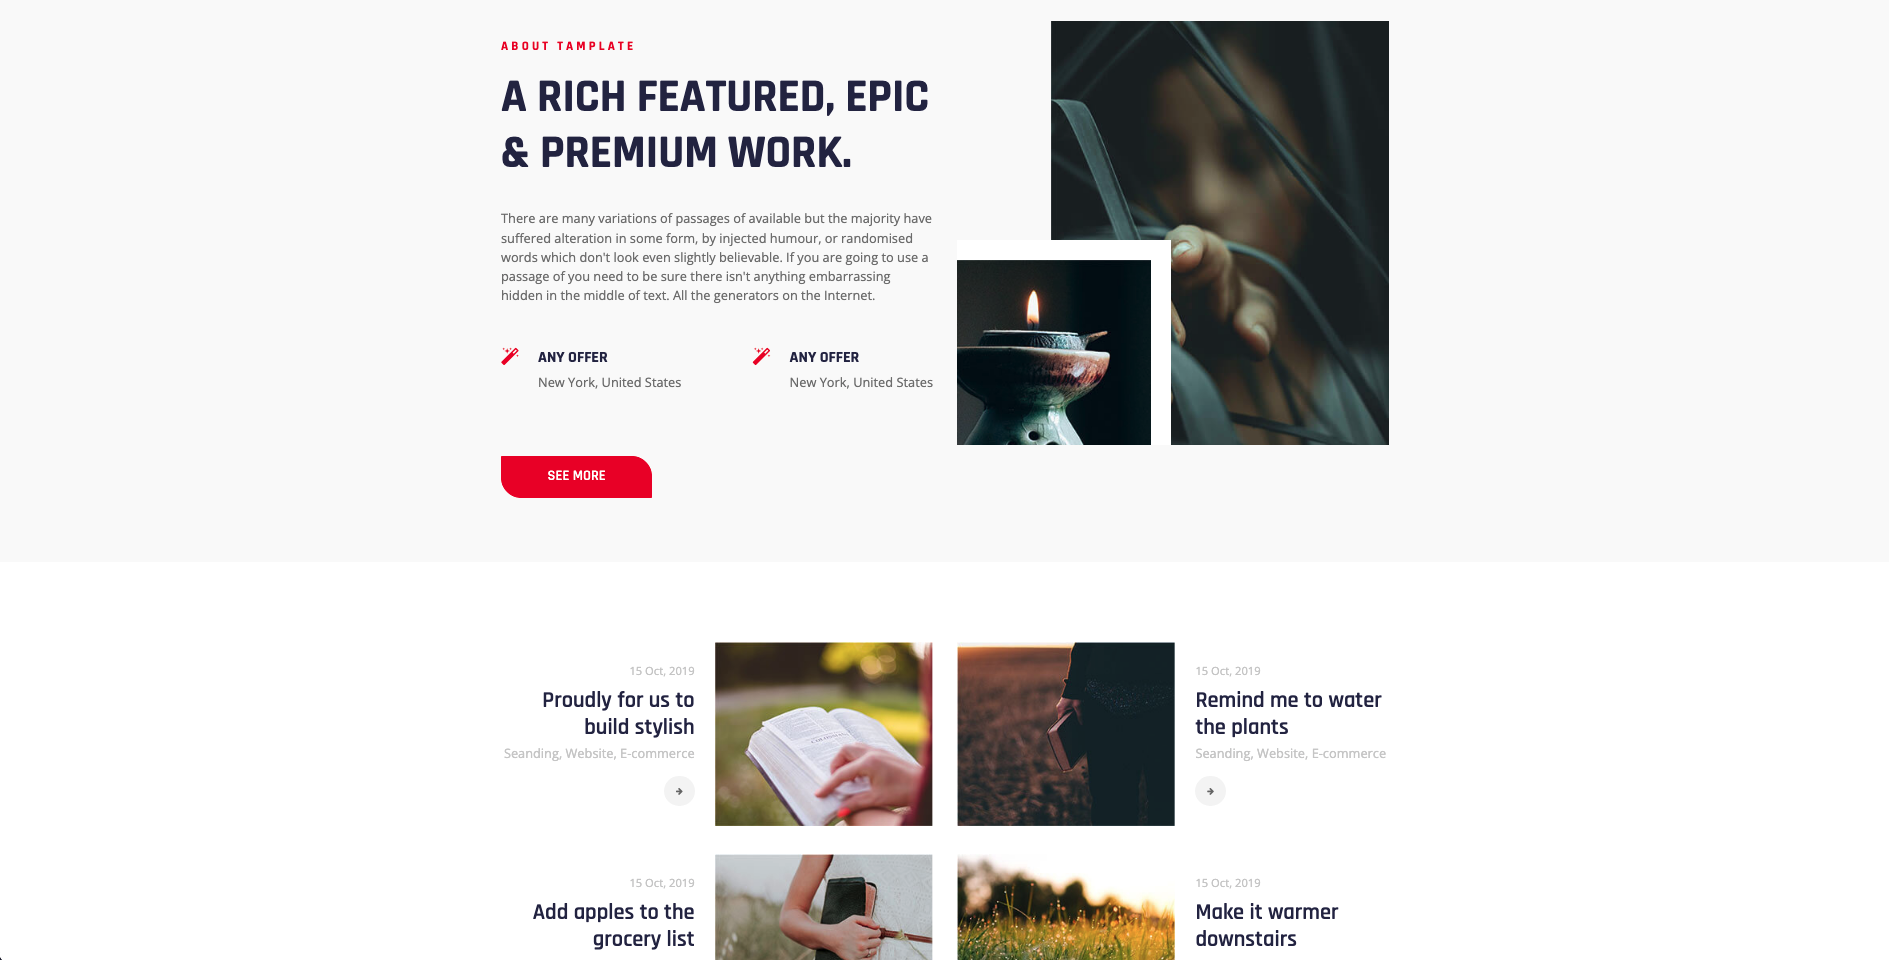 ABOUT TAMPLATE
A RICH FEATURED, EPIC
& PREMIUM WORK.
There are many variations of passages of available but the majority have
suffered alteration in some form, by injected humour, or randomised
words which don't look even slightly believable. If you are going to use a
passage of you need to be sure there isn't anything embarrassing
hidden in the middle of text. All the generators on the Internet.
ANY OFFER
New York, United States
ANY OFFER
New York, United States
SEE MORE
15 Oct, 2019
Proudly for us to
build stylish
Seanding, Website, E-commerce
15 Oct, 2019
Remind me to water
the plants
Seanding, Website, E-commerce
15 Oct, 2019
Add apples to the
grocery list
15 Oct, 2019
Make it warmer
downstairs